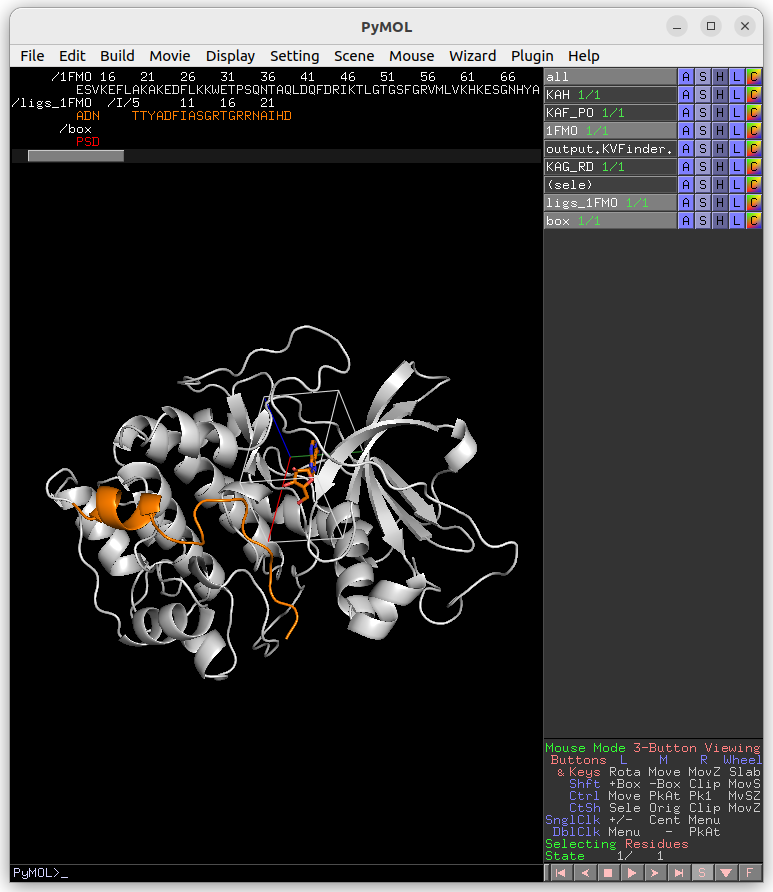 PyMOL
File Edit Build Movie Display Setting Scene Mouse Wizard Plugin Help
/1FMO 16 21 26 31 36 41 46 51 56 61 66
ESVKEFLAKAKEDFLKKWETPSQNTAQLDQFDRIKTLGTGSFGRVMLVKHKESGNHYA
/ligs_1FMO /I/5 11 16 21
ADN TTYADFIASGRTGRRNAIHD
/box
PSD
all A S H L C
KAH 1/1 A S H L C
KAF_PO 1/1 A S H L C
1FMO 1/1 A S H L C
output.KVFinder. A S H L C
KAG_RD 1/1 A S H L C
(sele) A S H L C
ligs_1FMO 1/1 A S H L C
box 1/1 A S H L C
Mouse Mode 3-Button Viewing
Buttons L M R Wheel
& Keys Rota Move MovZ Slab
Shft +Box -Box Clip MovS
Ctrl Move PkAt Pk1 MvSZ
CtSh Sele Orig Clip MovZ
SnglClk +/- Cent Menu
DblClk Menu - PkAt
Selecting Residues
State 1/ 1
PyMOL>_
S F